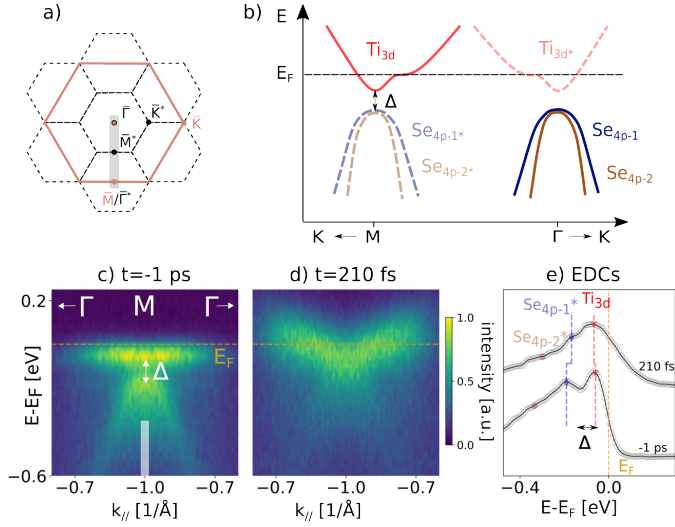 a)
Γ̄
K̄*
K̄
M̄*
M̄/Γ̄*
b)
E
Ti3d
Ti3d*
EF
Δ
Se4p-1*
Se4p-2*
Se4p-1
Se4p-2
K ← M
Γ → K
c) t=-1 ps
d) t=210 fs
e) EDCs
0.2
-0.6
E-EF [eV]
← Γ M Γ →
EF
Δ
−0.7 −1.0 −0.7
k// [1/Å]
−0.7 −1.0 −0.7
k// [1/Å]
1.0
0.5
0.0
intensity [a.u.]
Se4p-1*
Ti3d
Se4p-2*
210 fs
Δ
-1 ps
EF
−0.4 0.0
E-EF [eV]